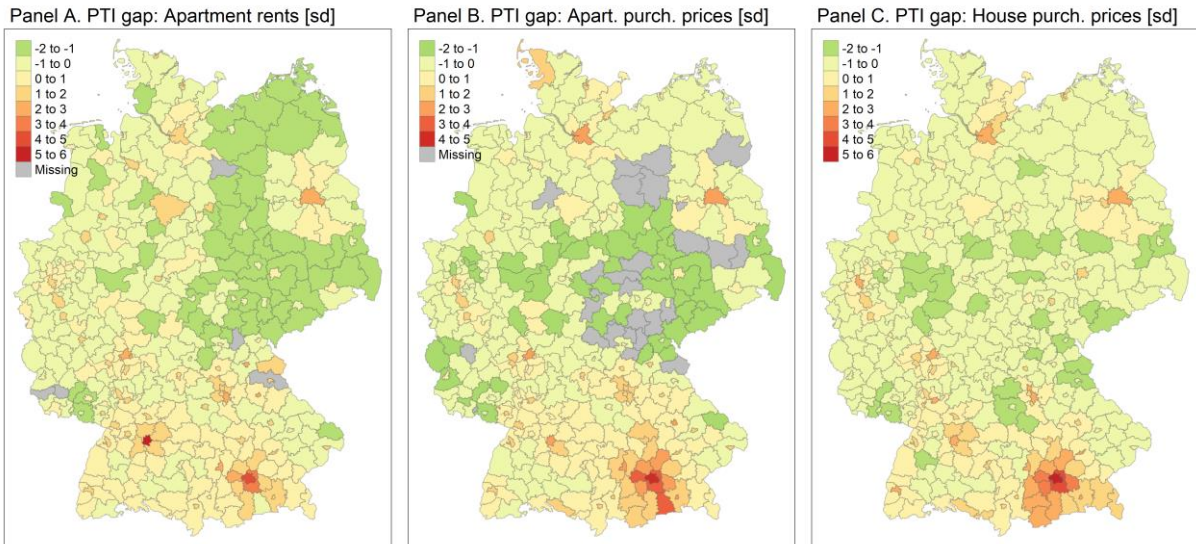 Panel A. PTI gap: Apartment rents [sd]
-2 to -1
-1 to 0
0 to 1
1 to 2
2 to 3
3 to 4
4 to 5
5 to 6
Missing
Panel B. PTI gap: Apart. purch. prices [sd]
-2 to -1
-1 to 0
0 to 1
1 to 2
2 to 3
3 to 4
4 to 5
Missing
Panel C. PTI gap: House purch. prices [sd]
-2 to -1
-1 to 0
0 to 1
1 to 2
2 to 3
3 to 4
4 to 5
5 to 6